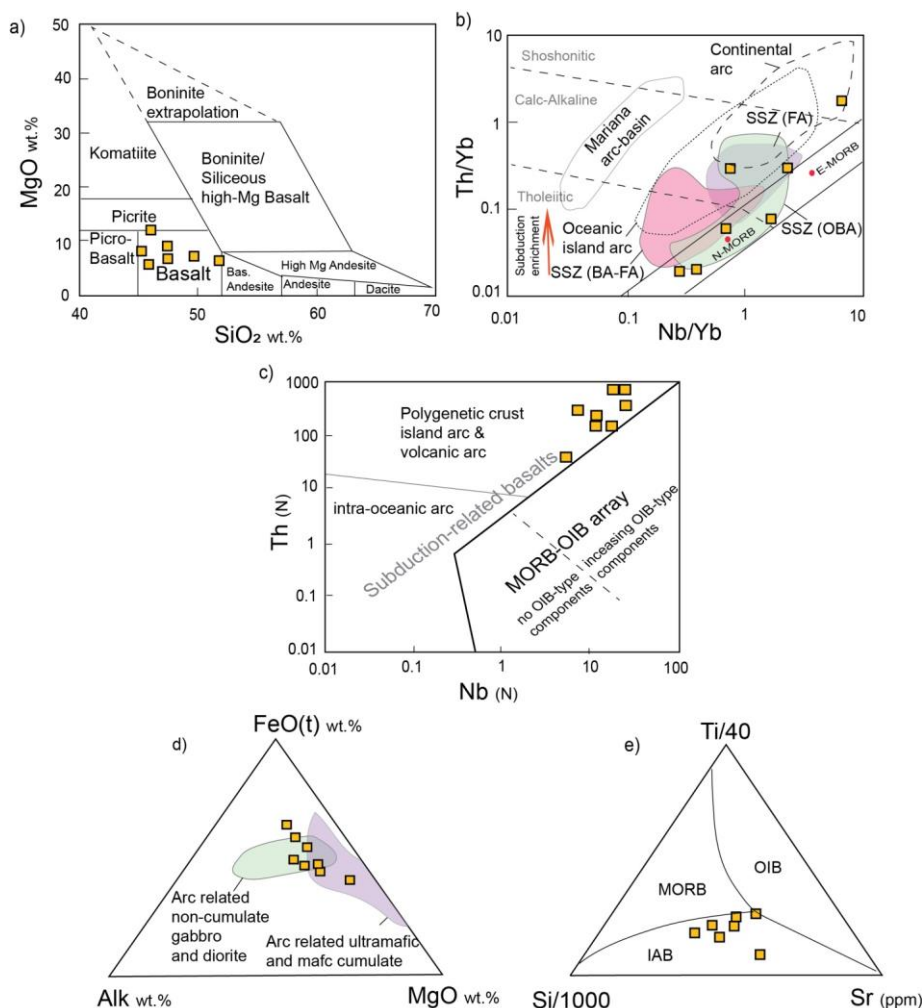 a)
50
40
30
20
10
0
MgO wt.%
Boninite
extrapolation
Komatiite
Boninite/
Siliceous
high-Mg Basalt
Picrite
Picro-
Basalt
Basalt
Bas.
Andesite
High Mg Andesite
Andesite
Dacite
40
50
60
70
SiO₂ wt.%
b)
10
1
0.1
0.01
Th/Yb
Shoshonitic
Calc-Alkaline
Tholeiitic
Continental
arc
Mariana
arc-basin
SSZ (FA)
E-MORB
Oceanic
island arc
N-MORB
SSZ (OBA)
SSZ (BA-FA)
Subduction
enrichment
0.01
0.1
1
10
Nb/Yb
c)
1000
100
10
1
0.1
0.01
Th (N)
Polygenetic crust
island arc &
volcanic arc
intra-oceanic arc
Subduction-related basalts
MORB-OIB array
no OIB-type
components
inceasing OIB-type
components
0.01
0.1
1
10
100
Nb (N)
d)
FeO(t) wt.%
Arc related
non-cumulate
gabbro
and diorite
Arc related ultramafic
and mafc cumulate
Alk wt.%
MgO wt.%
e)
Ti/40
MORB
OIB
IAB
Si/1000
Sr (ppm)